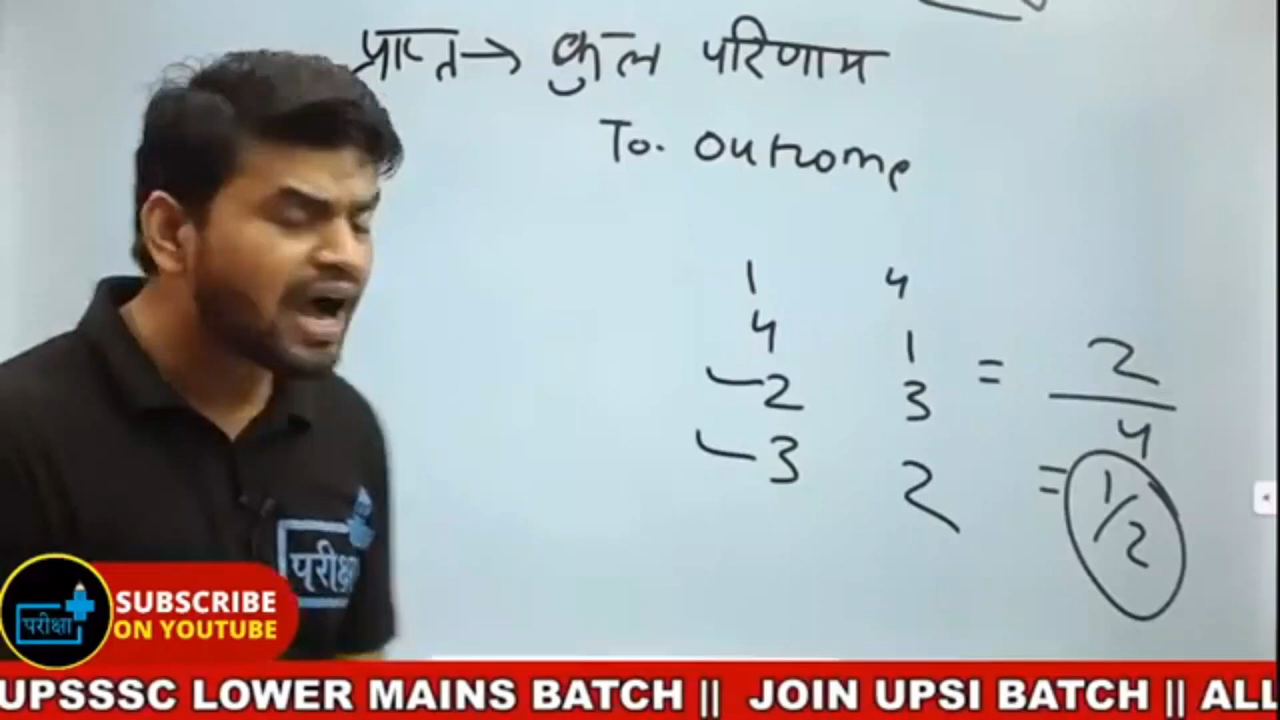 प्राप्त → कुल परिणाम
To. outcome
1 4
4 1
2 3
3 2
= 2/4
= 1/2
परीक्षा
परीक्षा
SUBSCRIBE
ON YOUTUBE
UPSSSC LOWER MAINS BATCH || JOIN UPSI BATCH || ALL